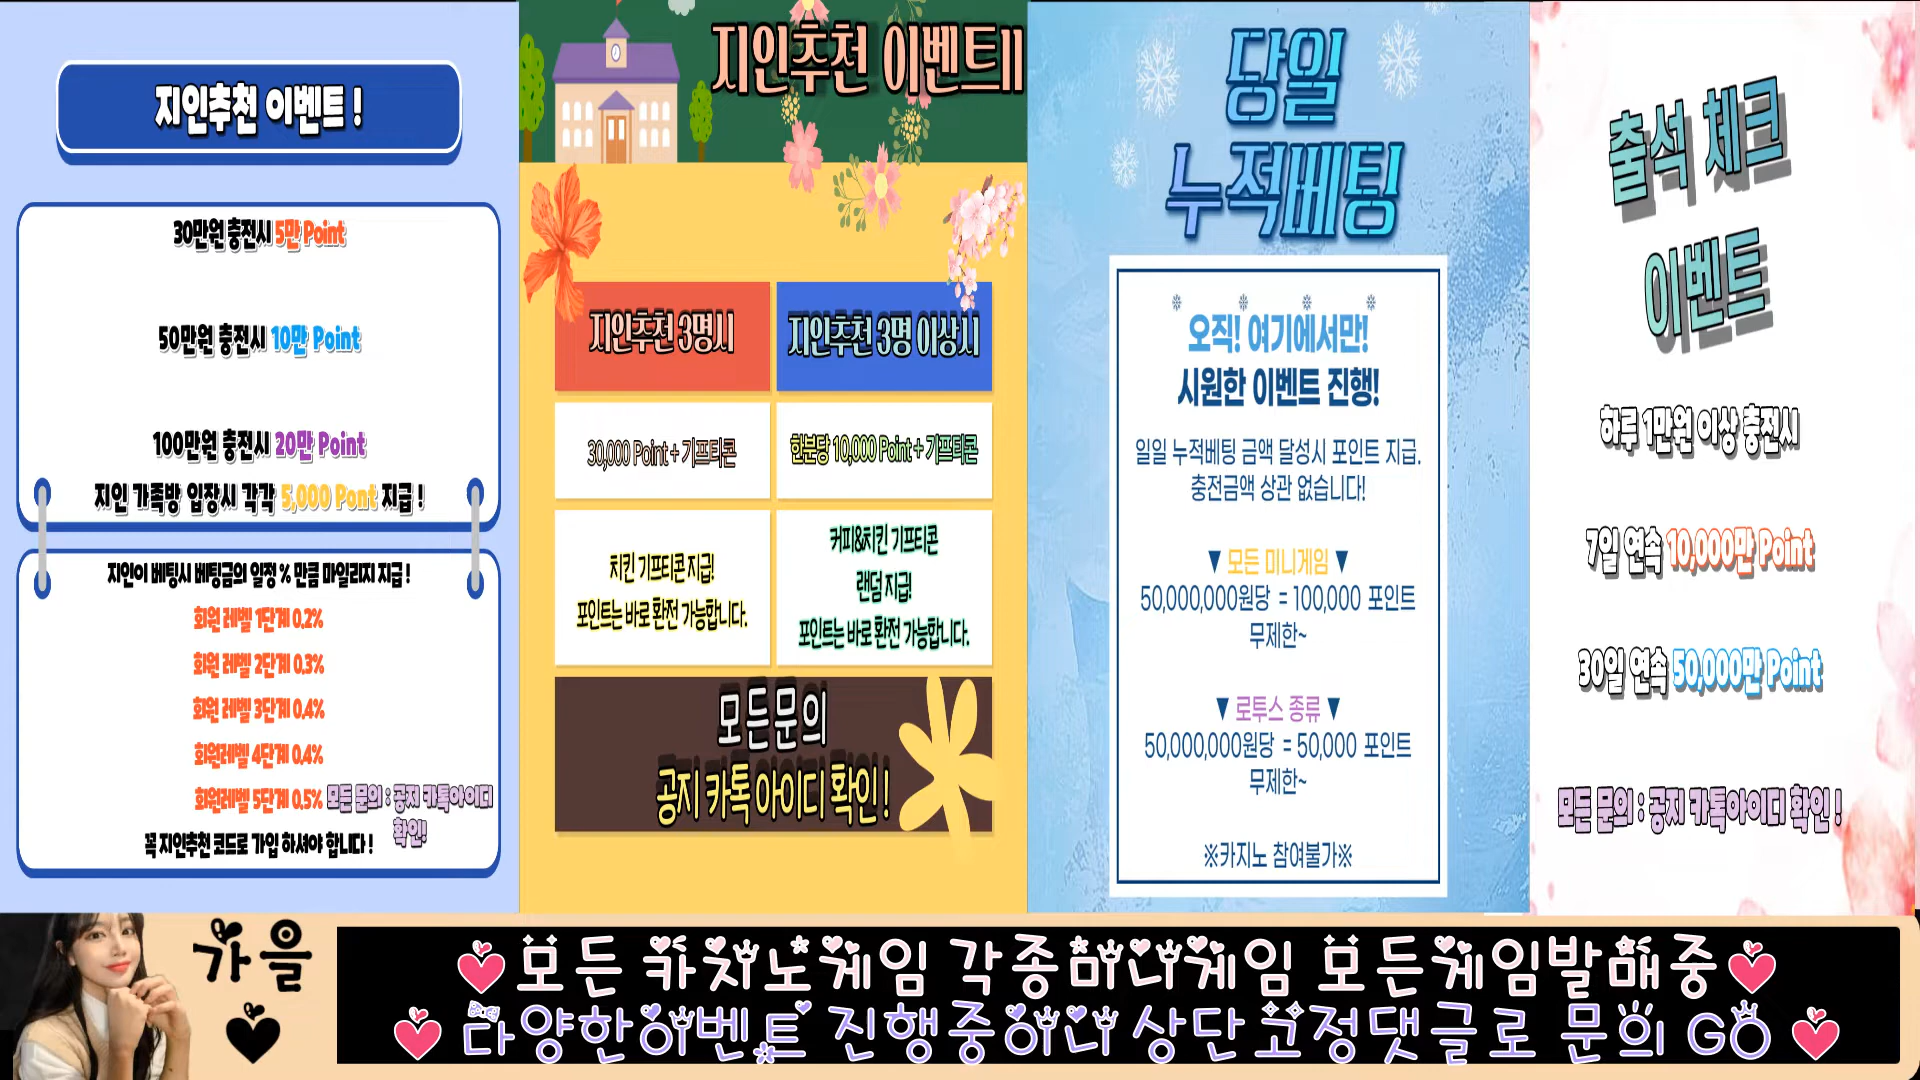 지인추천 이벤트 !
30만원 충전시 5만 Point
50만원 충전시 10만 Point
100만원 충전시 20만 Point
지인 가족방 입장시 각각 5,000 Pont 지급 !
지인이 베팅시 베팅금의 일정 % 만큼 마일리지 지급 !
회원 레벨 1단계 0.2%
회원 레벨 2단계 0.3%
회원 레벨 3단계 0.4%
회원레벨 4단계 0.4%
회원레벨 5단계 0.5%
모든 문의 : 공지 카톡아이디
확인!
꼭 지인추천 코드로 가입 하셔야 합니다 !
지인추천 이벤트II
지인추천 3명시
지인추천 3명 이상시
30,000 Point + 기프티콘
한분당 10,000 Point + 기프티콘
치킨 기프티콘 지급!
포인트는 바로 환전 가능합니다.
커피&치킨 기프티콘
랜덤 지급!
포인트는 바로 환전 가능합니다.
모든 문의
공지 카톡 아이디 확인 !
당일
누적베팅
오직! 여기에서만!
시원한 이벤트 진행!
일일 누적베팅 금액 달성시 포인트 지급.
충전금액 상관 없습니다!
▼ 모든 미니게임 ▼
50,000,000원당 = 100,000 포인트
무제한~
▼ 로투스 종류 ▼
50,000,000원당 = 50,000 포인트
무제한~
※카지노 참여불가※
출석 체크
이벤트
하루 1만원 이상 충전시
7일 연속 10,000만 Point
30일 연속 50,000만 Point
모든 문의 : 공지 카톡아이디 확인 !
가을
모든 카지노게임 각종미니게임 모든게임발매중
다양한이벤트 진행중이니 상단고정댓글로 문의 GO